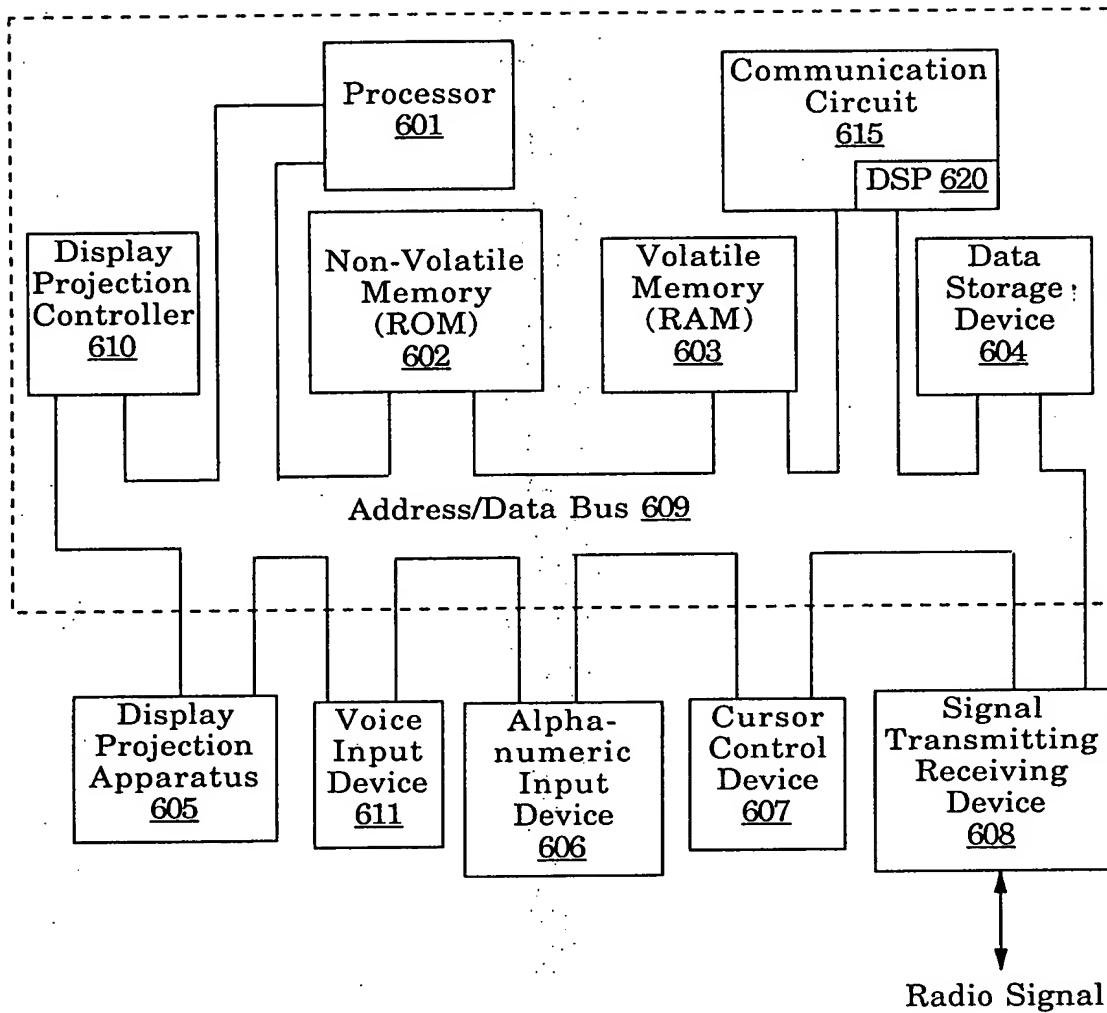 Processor
601
Communication
Circuit
615
DSP 620
Display
Projection
Controller
610
Non-Volatile
Memory
(ROM)
602
Volatile
Memory
(RAM)
603
Data
Storage
Device
604
Address/Data Bus 609
Display
Projection
Apparatus
605
Voice
Input
Device
611
Alpha-
numeric
Input
Device
606
Cursor
Control
Device
607
Signal
Transmitting
Receiving
Device
608
Radio Signal